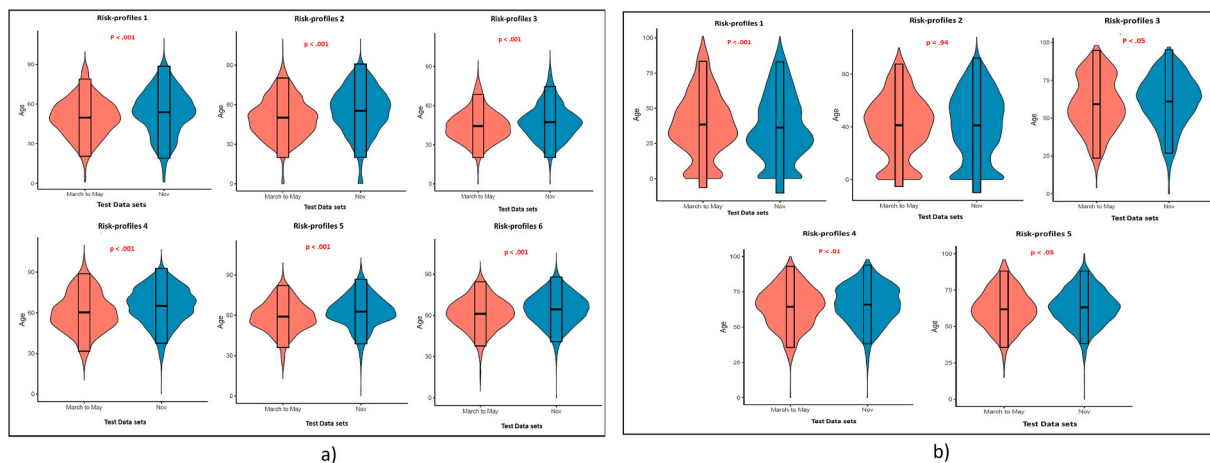 Risk-profiles 1
P < .001
Age
90
60
30
0
March to May
Nov
Test Data sets
Risk-profiles 2
p < .001
Age
90
60
30
0
March to May
Nov
Test Data sets
Risk-profiles 3
p < .001
Age
90
60
30
0
March to May
Nov
Test Data sets
Risk-profiles 4
p < .001
Age
90
60
30
0
March to May
Nov
Test Data sets
Risk-profiles 5
p < .001
Age
90
60
30
0
March to May
Nov
Test Data sets
Risk-profiles 6
p < .001
Age
90
60
30
0
March to May
Nov
Test Data sets
a)
Risk-profiles 1
P < .001
Age
100
75
50
25
0
March to May
Nov
Test Data sets
Risk-profiles 2
p = .94
Age
80
40
0
March to May
Nov
Test Data sets
Risk-profiles 3
P < .05
Age
100
75
50
25
0
March to May
Nov
Test Data sets
Risk-profiles 4
P < .01
Age
100
75
50
25
0
March to May
Nov
Test Data sets
Risk-profiles 5
p < .05
Age
100
75
50
25
0
March to May
Nov
Test Data sets
b)